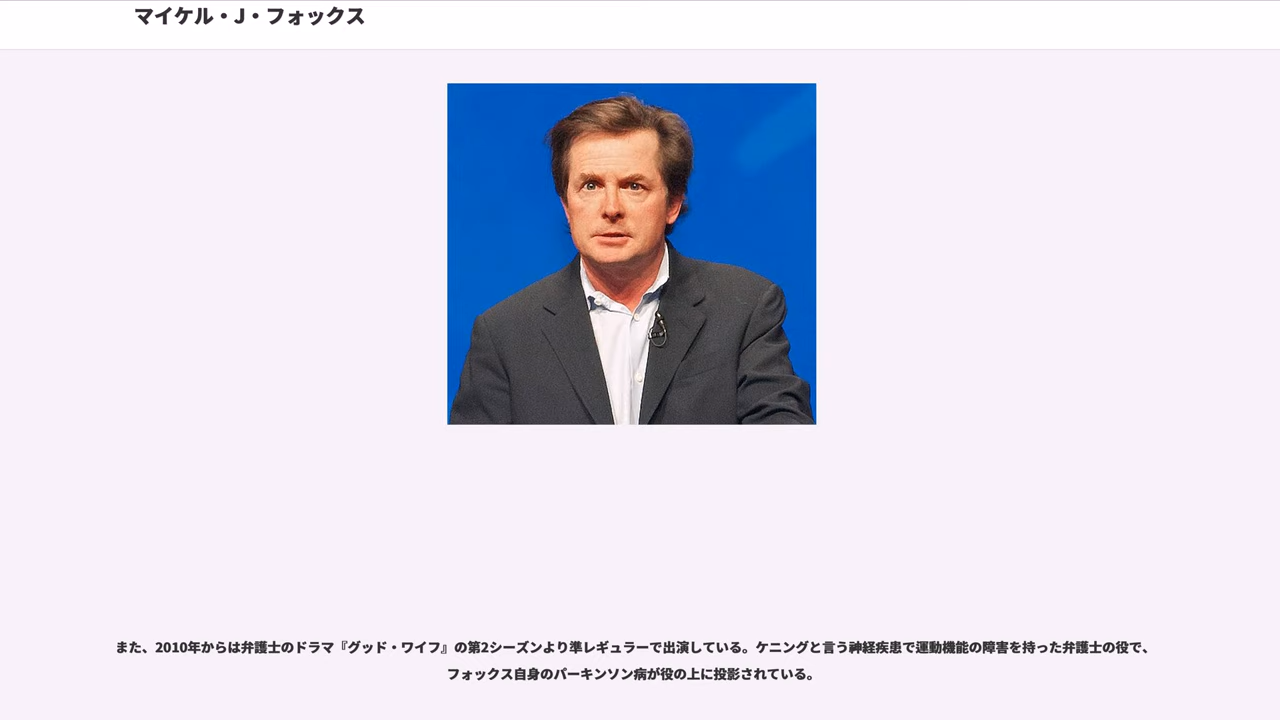 マイケル・J・フォックス
また、2010年からは弁護士のドラマ『グッド・ワイフ』の第2シーズンより準レギュラーで出演している。ケニングと言う神経疾患で運動機能の障害を持った弁護士の役で、
フォックス自身のパーキンソン病が役の上に投影されている。